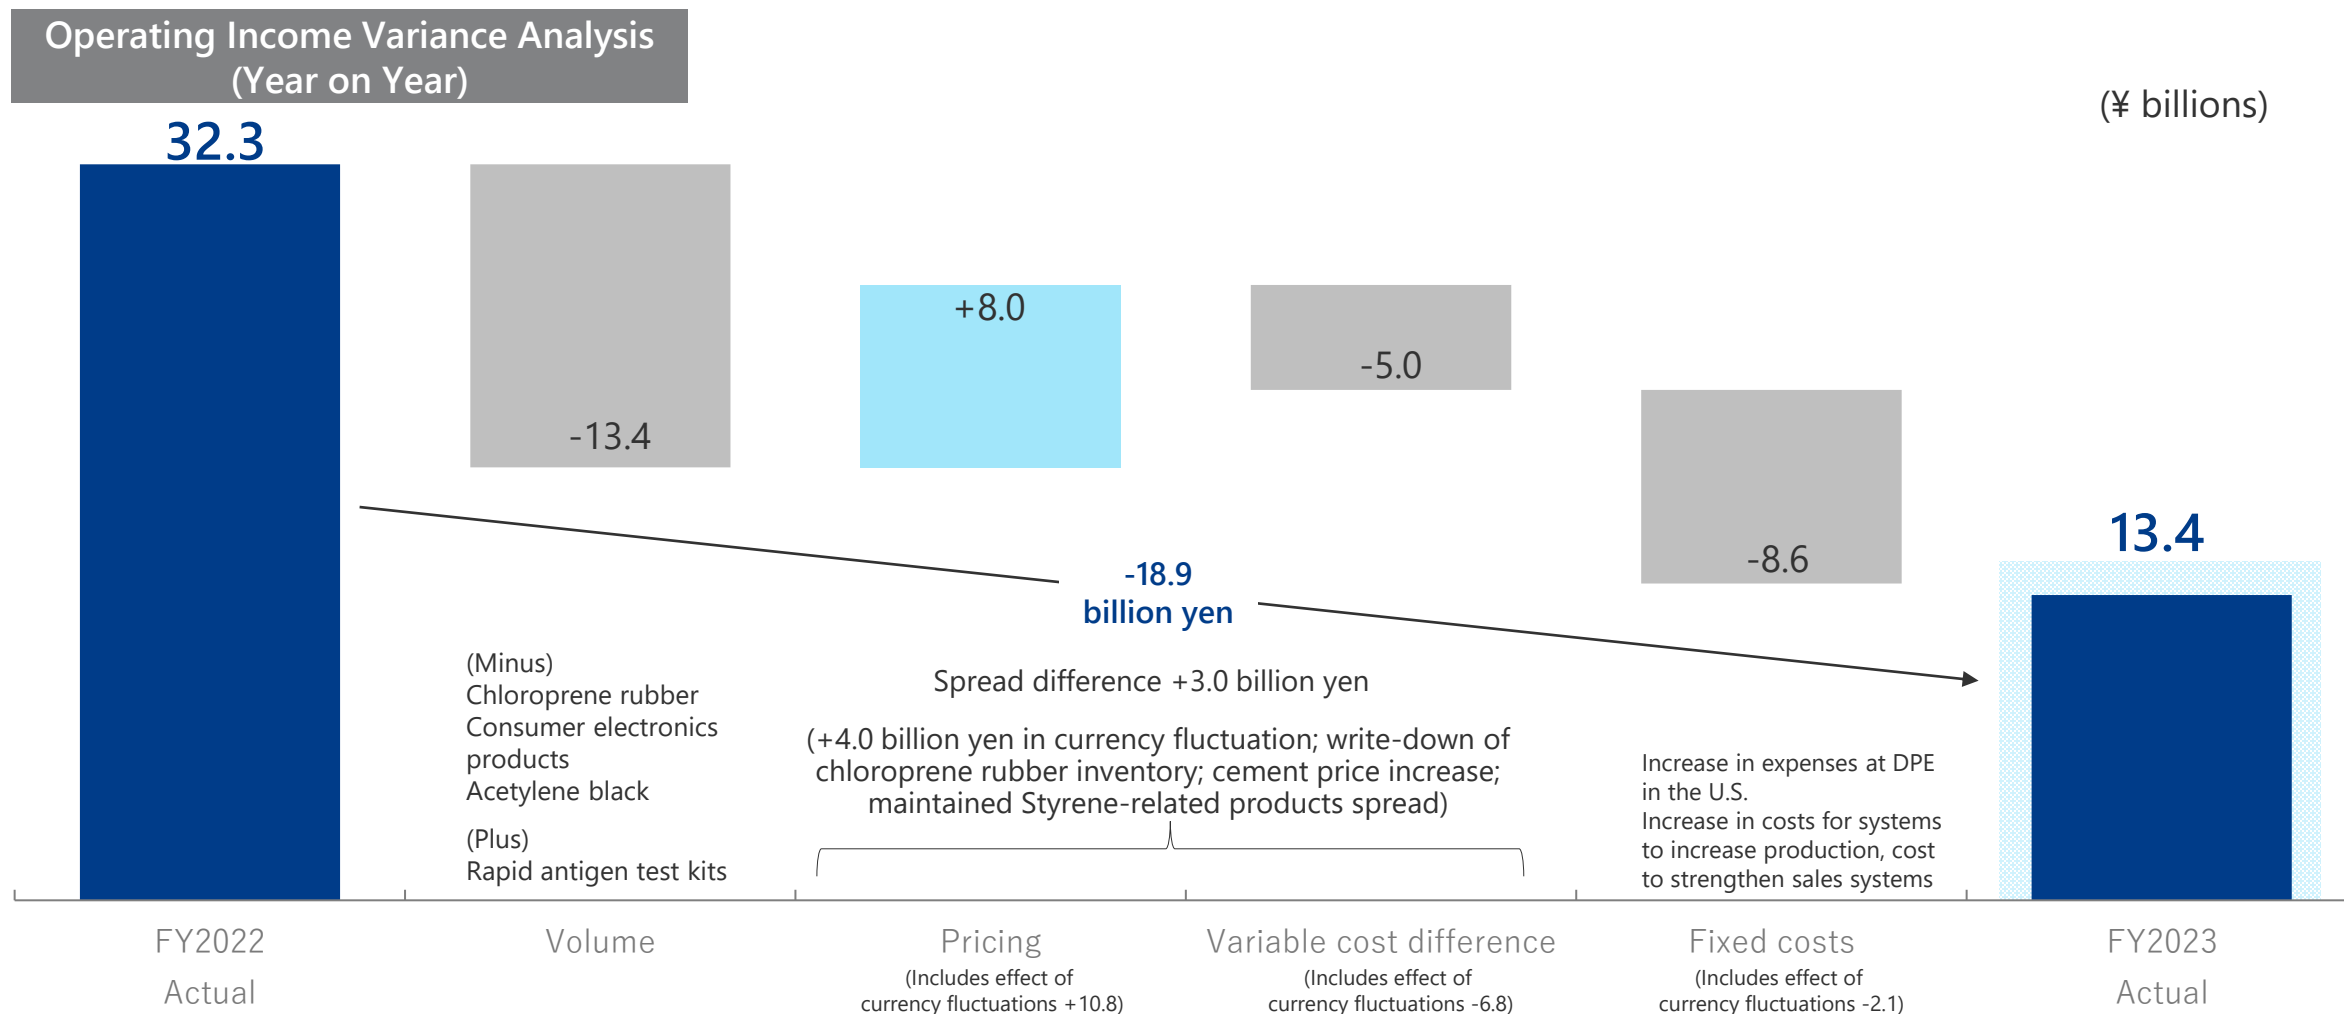 Operating Income Variance Analysis
(Year on Year)
(¥ billions)
32.3
-13.4
+8.0
-5.0
-8.6
13.4
-18.9
billion yen
(Minus)
Chloroprene rubber
Consumer electronics
products
Acetylene black
(Plus)
Rapid antigen test kits
Spread difference +3.0 billion yen
(+4.0 billion yen in currency fluctuation; write-down of
chloroprene rubber inventory; cement price increase;
maintained Styrene-related products spread)
Increase in expenses at DPE
in the U.S.
Increase in costs for systems
to increase production, cost
to strengthen sales systems
FY2022
Actual
Volume
Pricing
(Includes effect of
currency fluctuations +10.8)
Variable cost difference
(Includes effect of
currency fluctuations -6.8)
Fixed costs
(Includes effect of
currency fluctuations -2.1)
FY2023
Actual